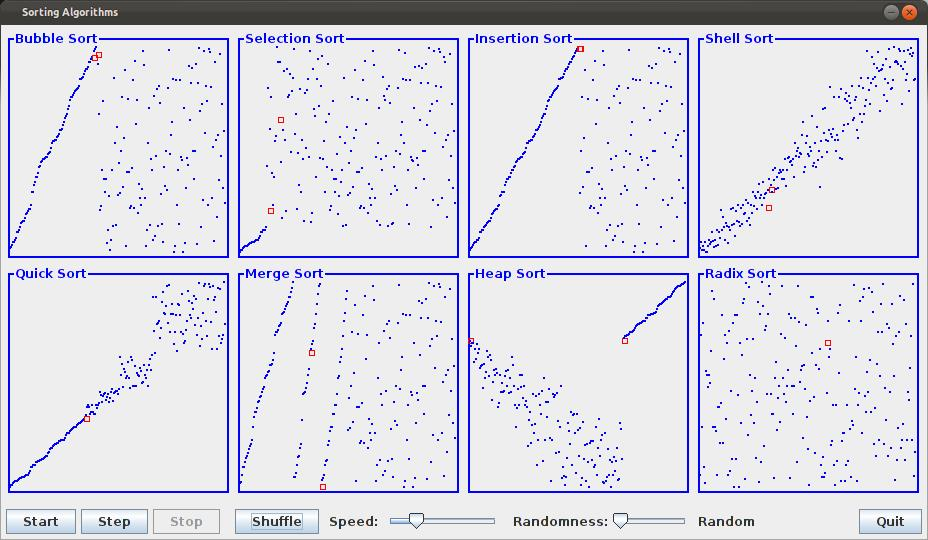 Sorting Algorithms
Bubble Sort Selection Sort Insertion Sort Shell Sort
Quick Sort Merge Sort Heap Sort Radix Sort
Start Step Stop Shuffle Speed: Randomness: Random Quit